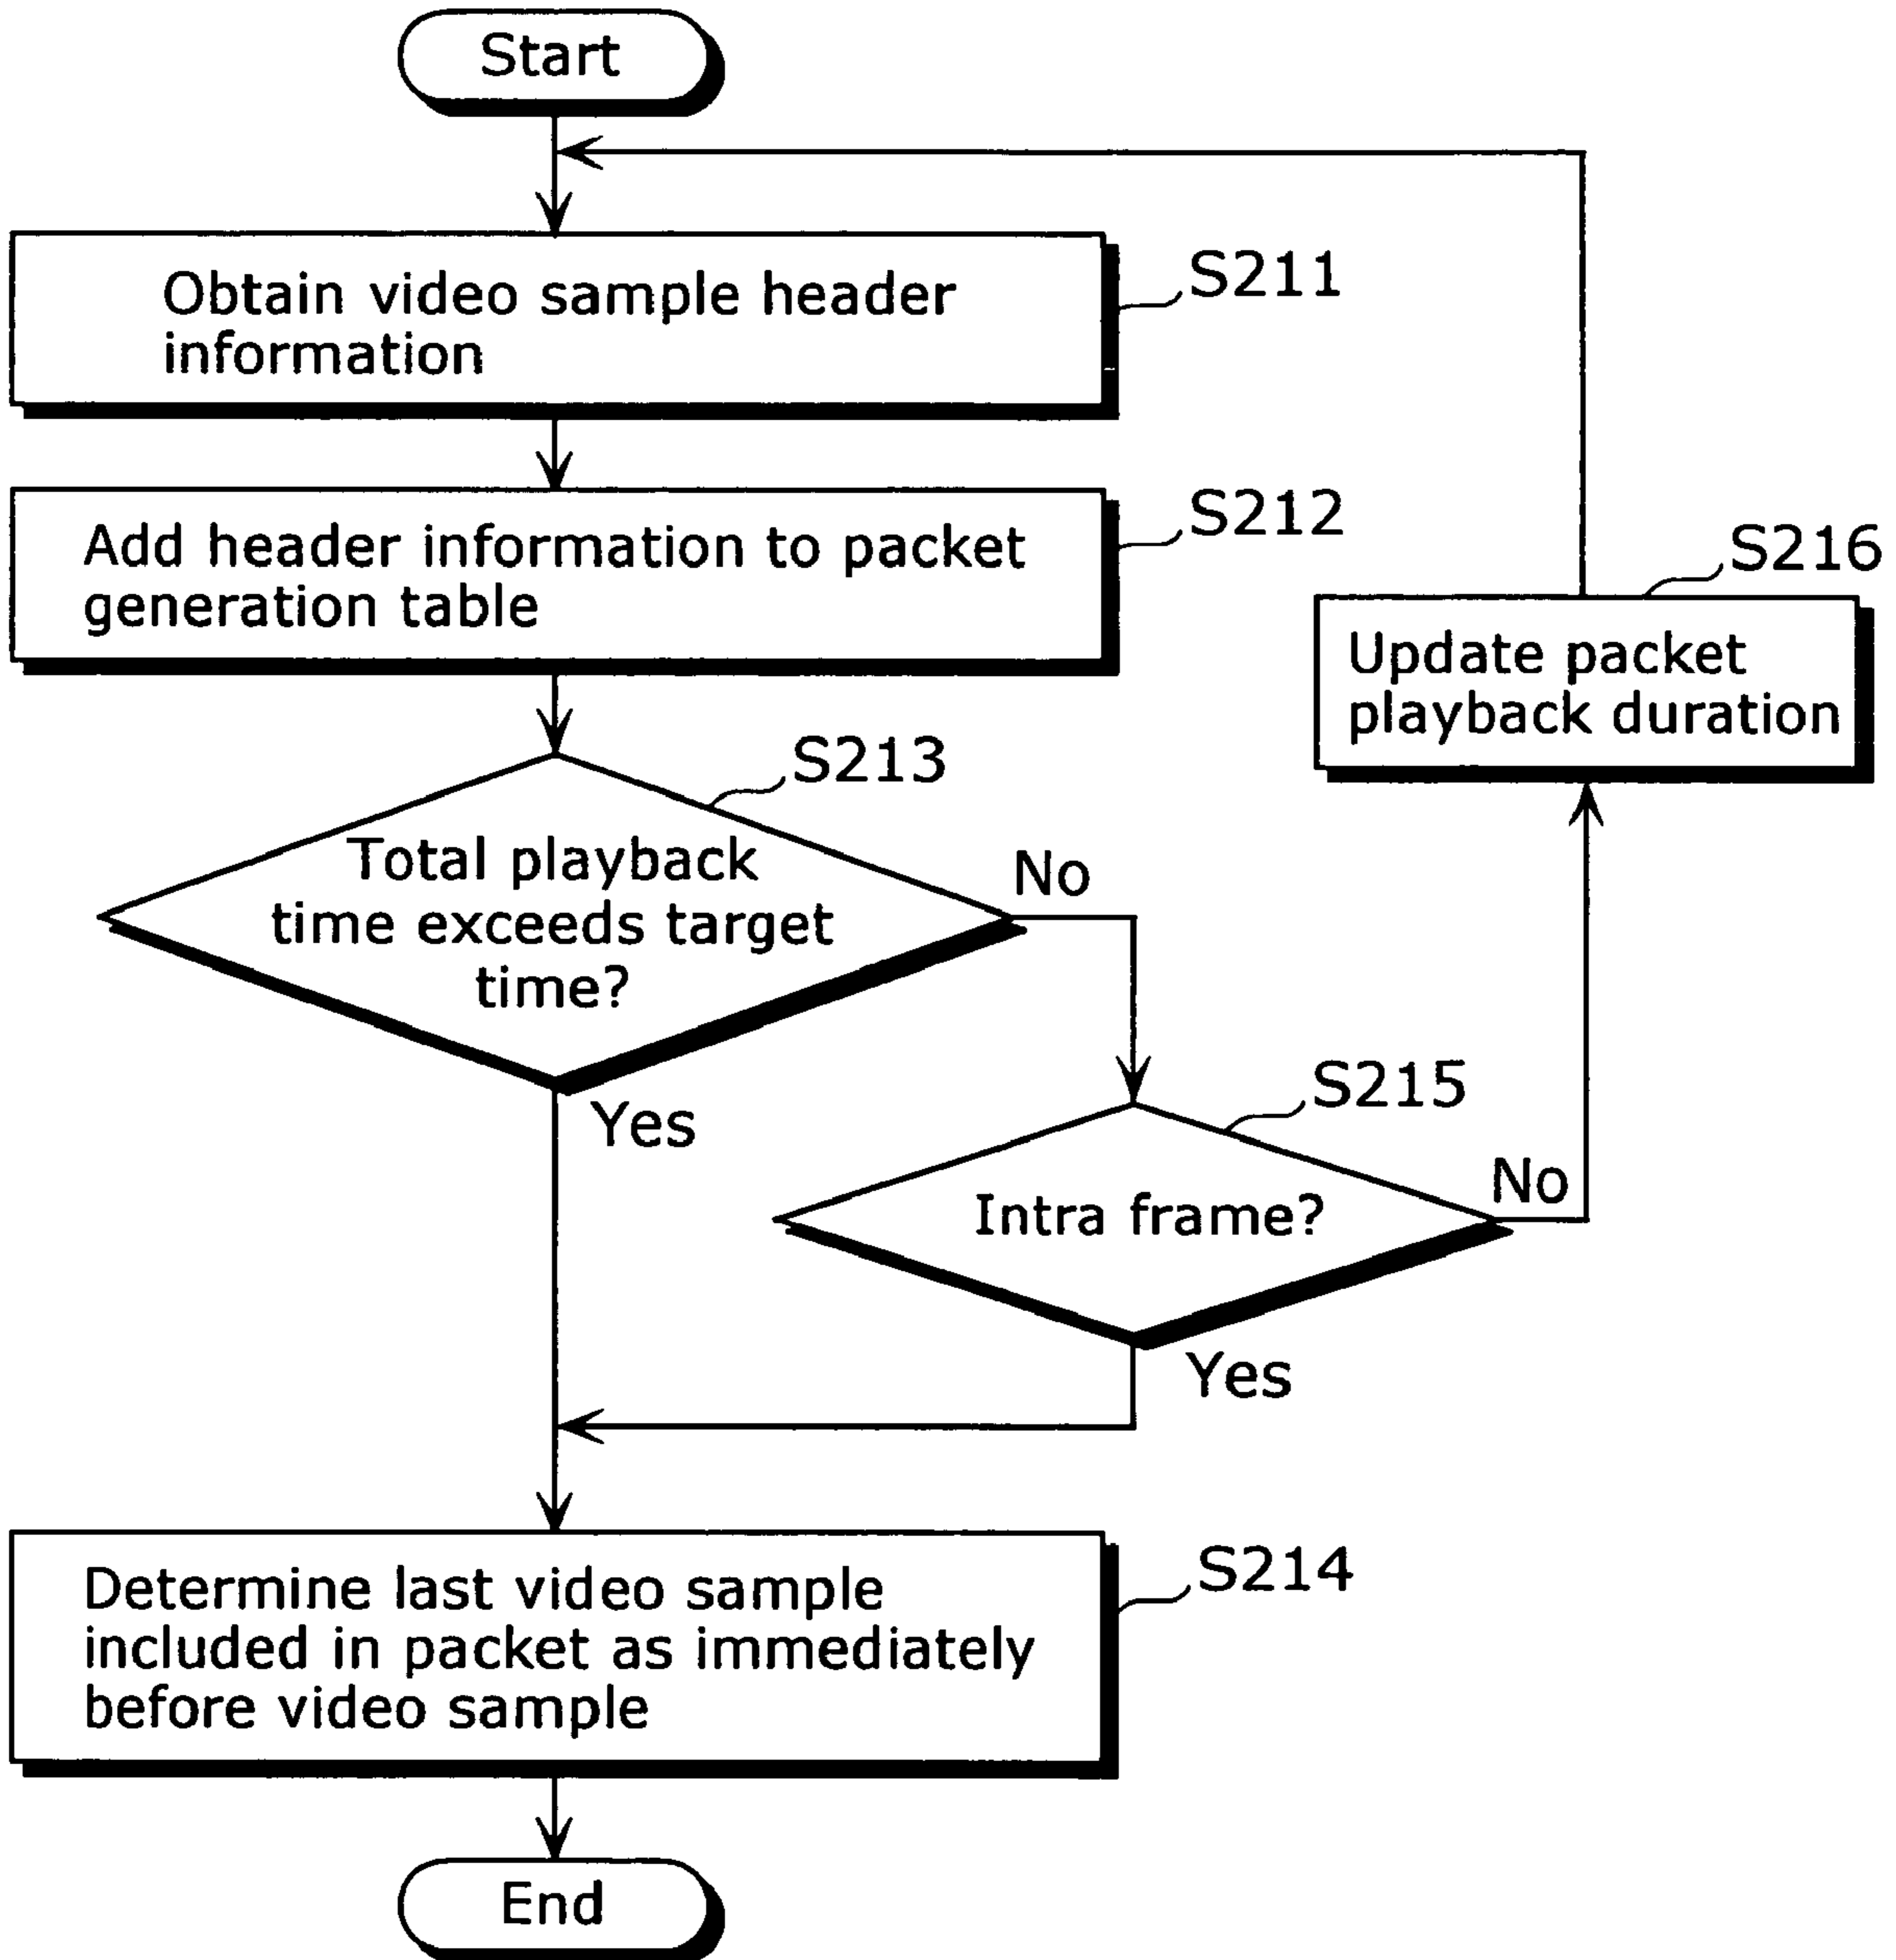 Start
Obtain video sample header
information
S211
Add header information to packet
generation table
S212
S216
Update packet
playback duration
S213
Total playback
time exceeds target
time?
No
Yes
S215
Intra frame?
No
Yes
Determine last video sample
included in packet as immediately
before video sample
S214
End